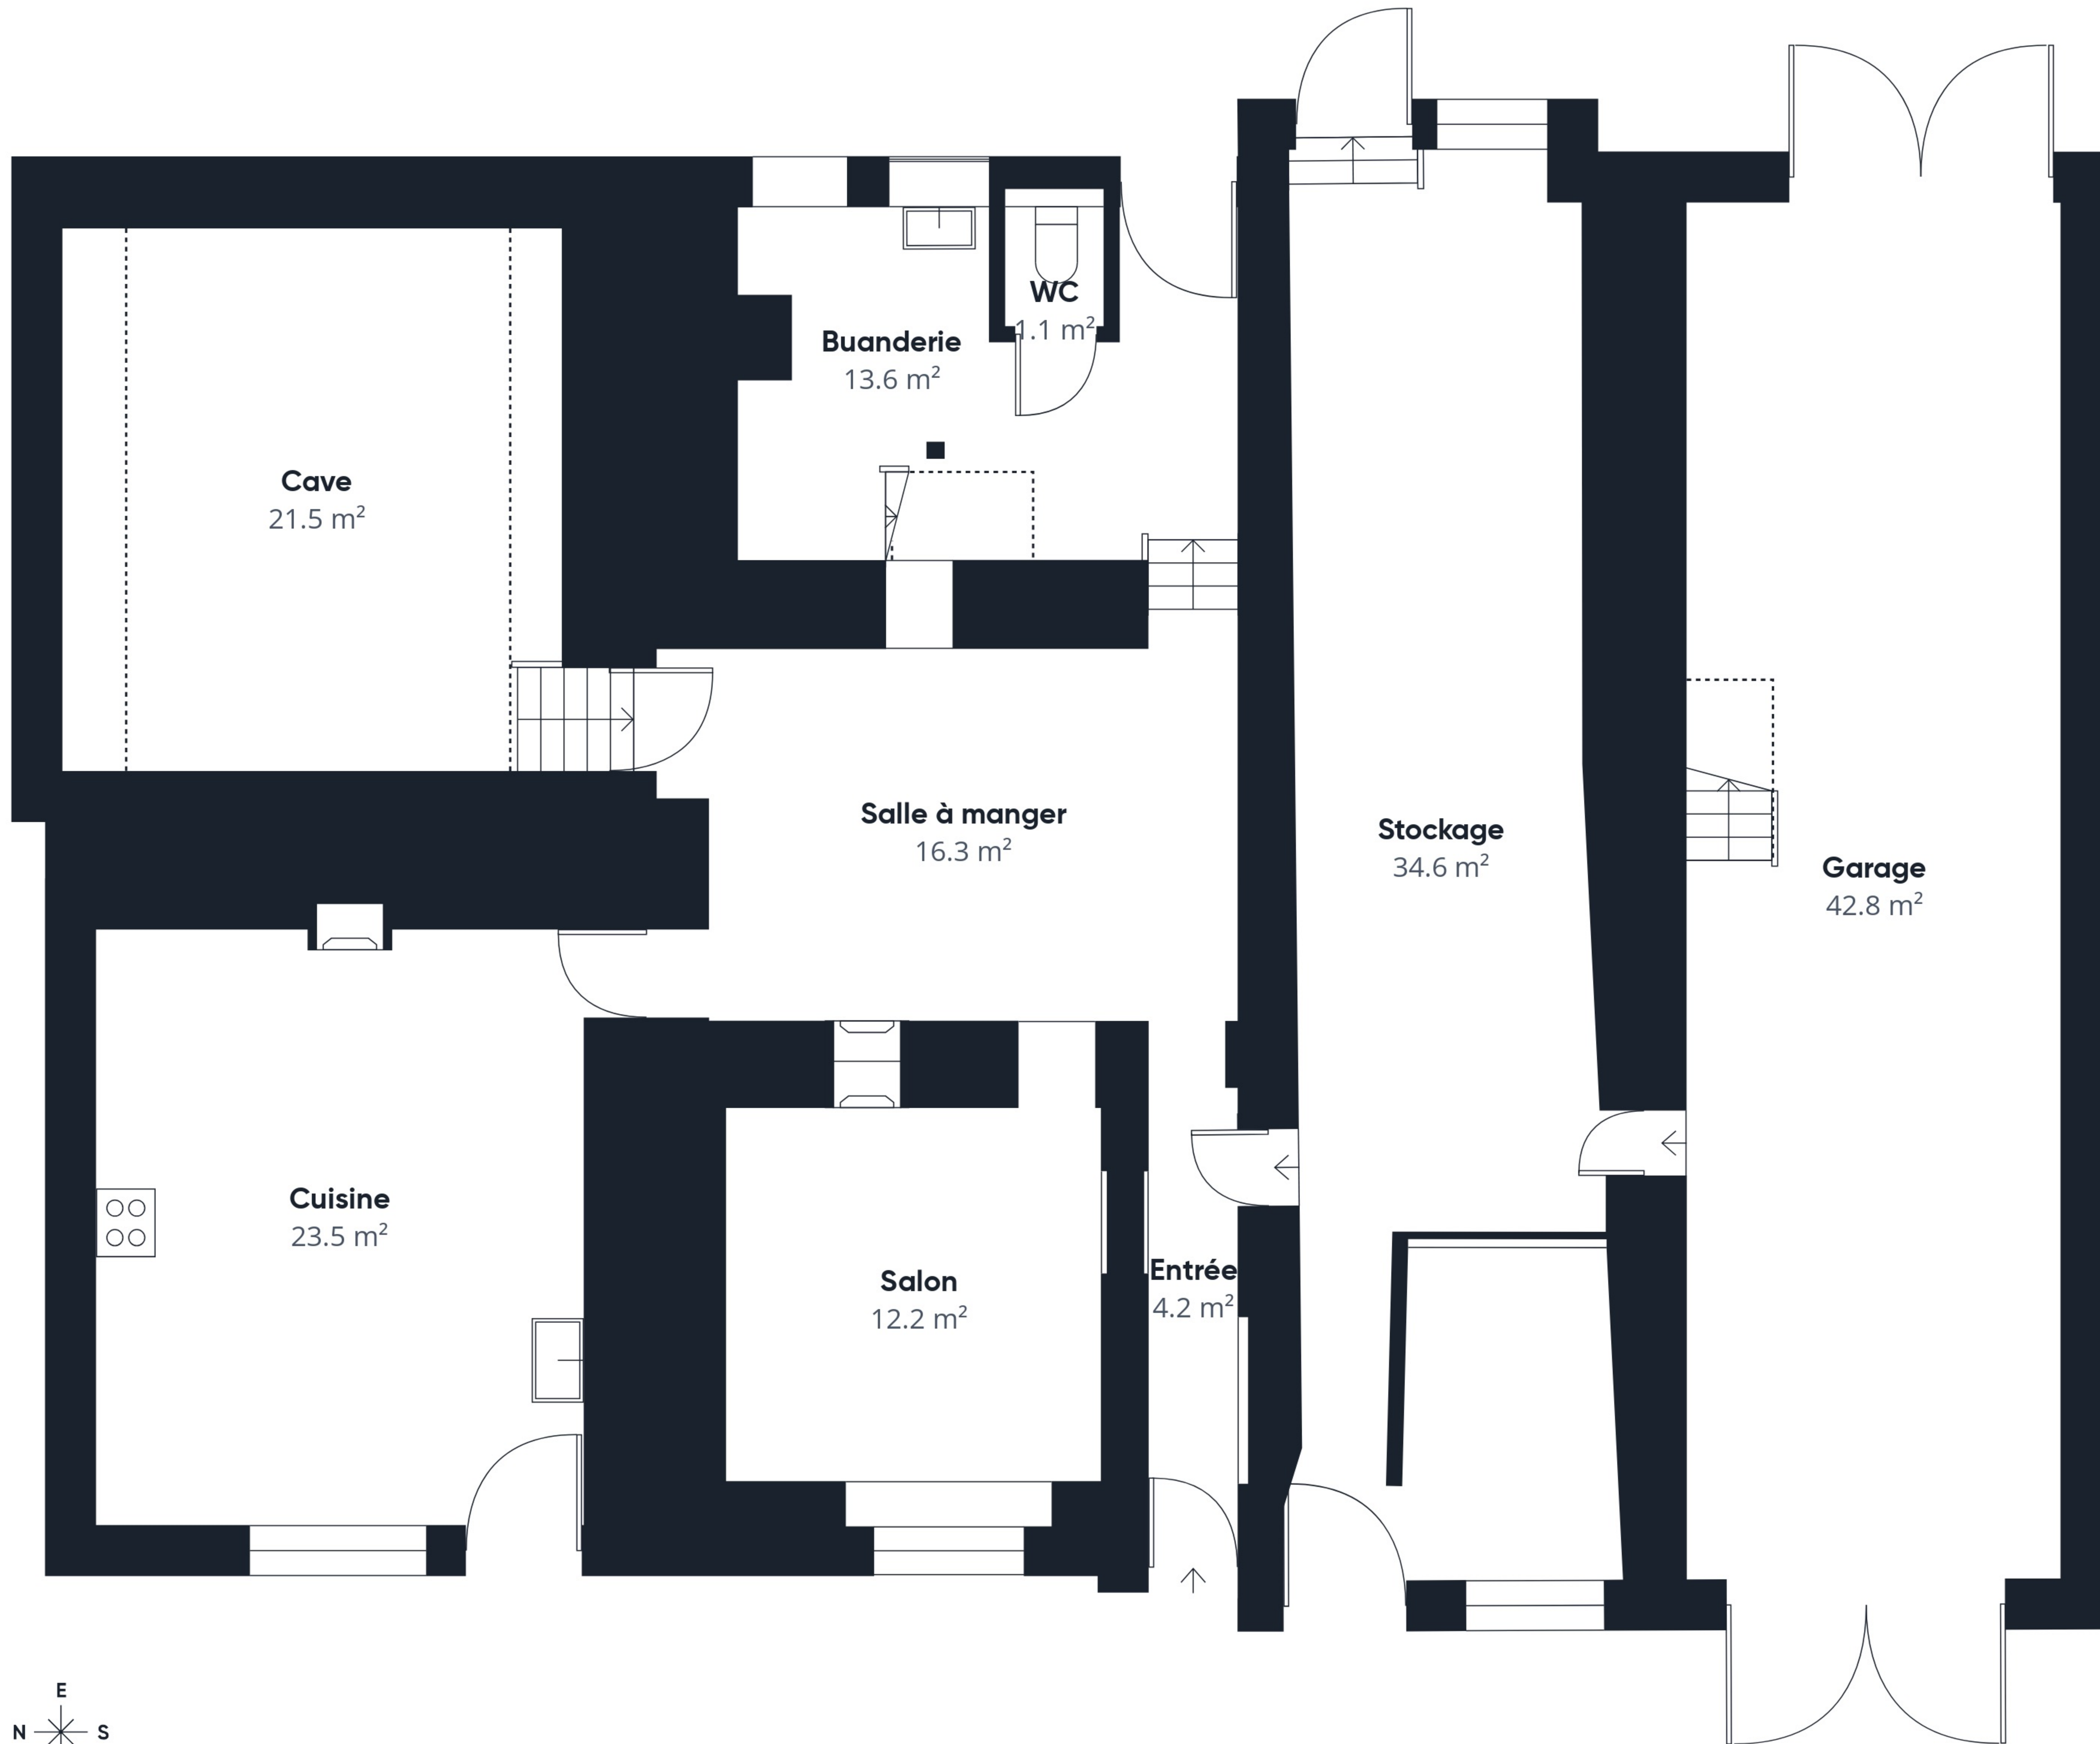 WC
1.1 m²
Buanderie
13.6 m²
Cave
21.5 m²
Salle à manger
16.3 m²
Stockage
34.6 m²
Garage
42.8 m²
Cuisine
23.5 m²
Salon
12.2 m²
Entrée
4.2 m²
E
N S